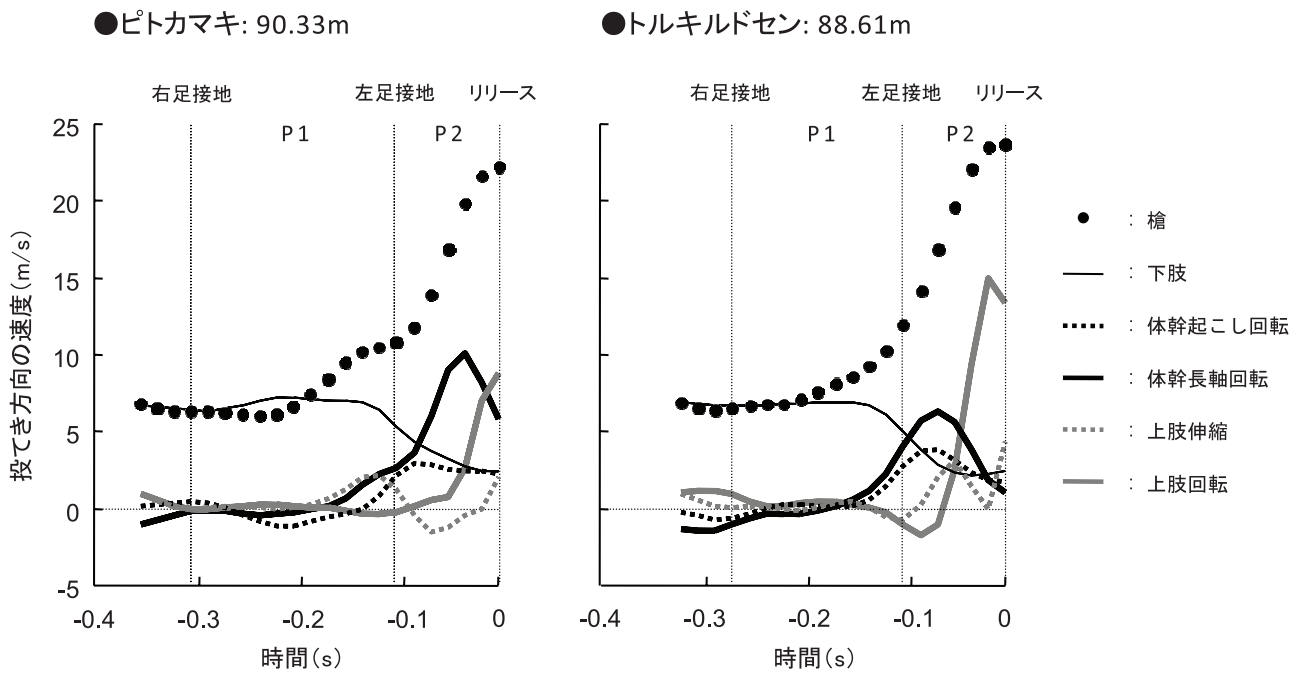 ●ピトカマキ: 90.33m
●トルキルドセン: 88.61m
右足接地 左足接地 リリース
右足接地 左足接地 リリース
P1 P2
P1 P2
25
20
15
10
5
0
-5
投てき方向の速度(m/s)
-0.4 -0.3 -0.2 -0.1 0
-0.4 -0.3 -0.2 -0.1 0
時間(s)
時間(s)
: 槍
: 下肢
: 体幹起こし回転
: 体幹長軸回転
: 上肢伸縮
: 上肢回転